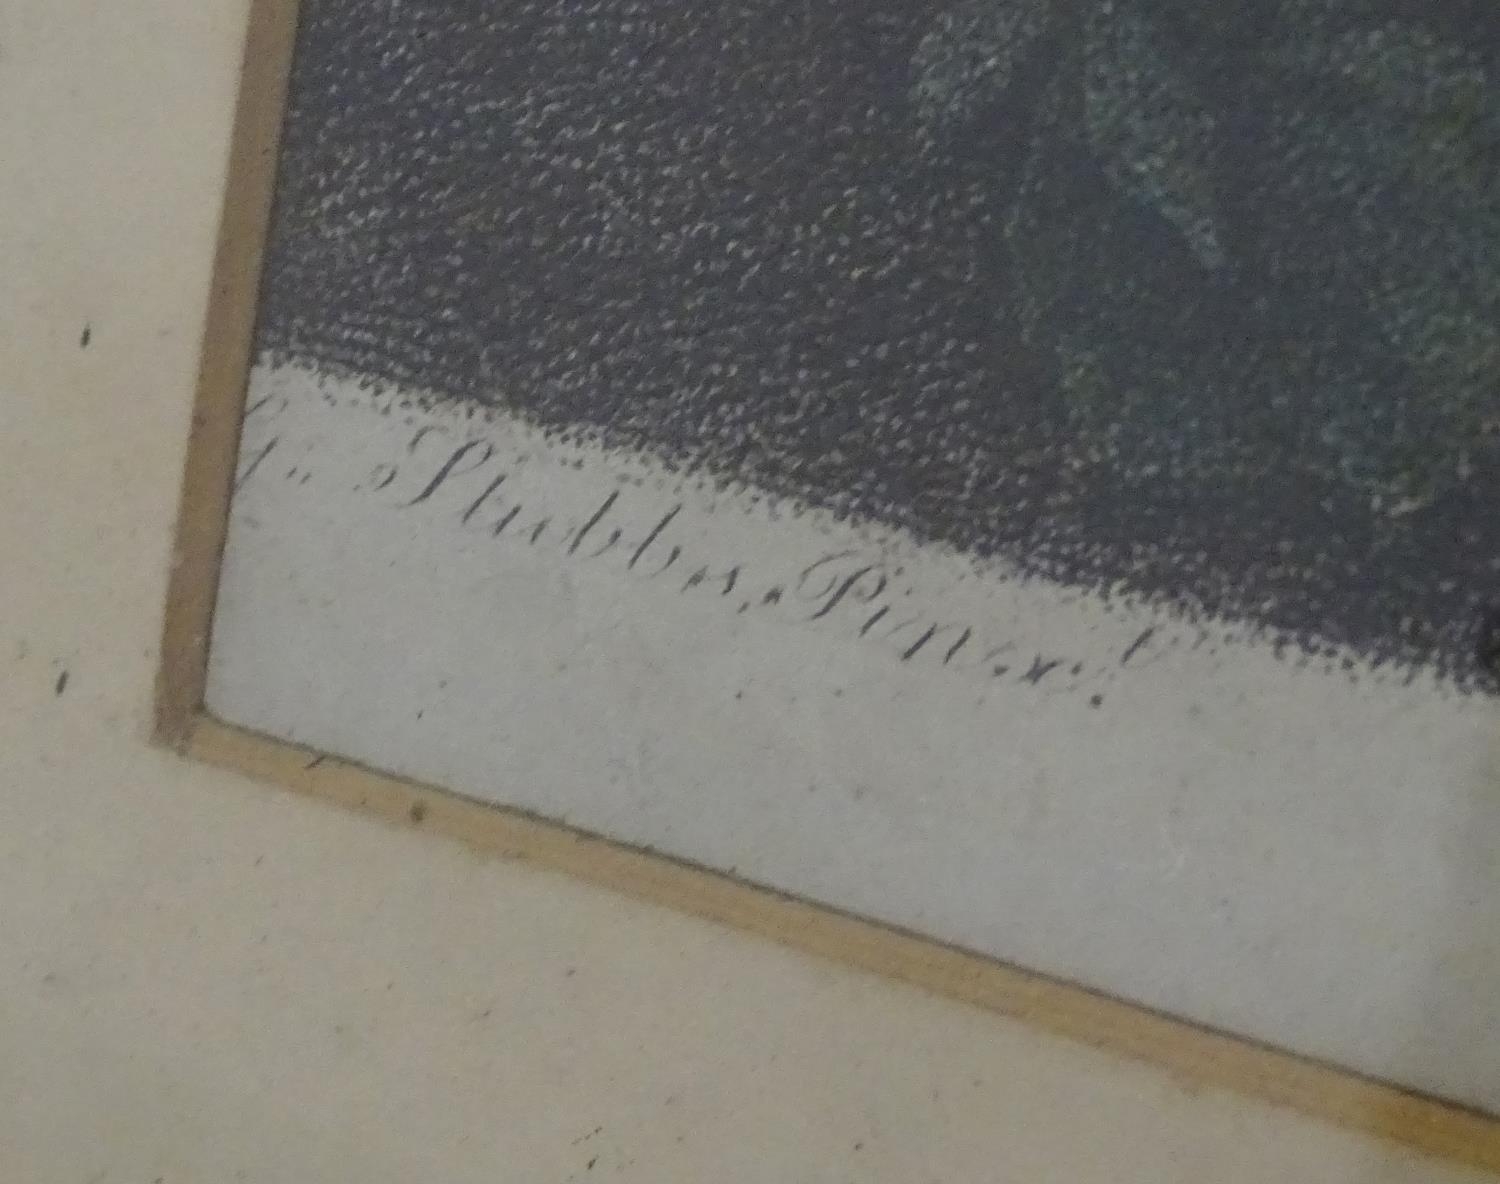 G. Stubbs, Pinx.t